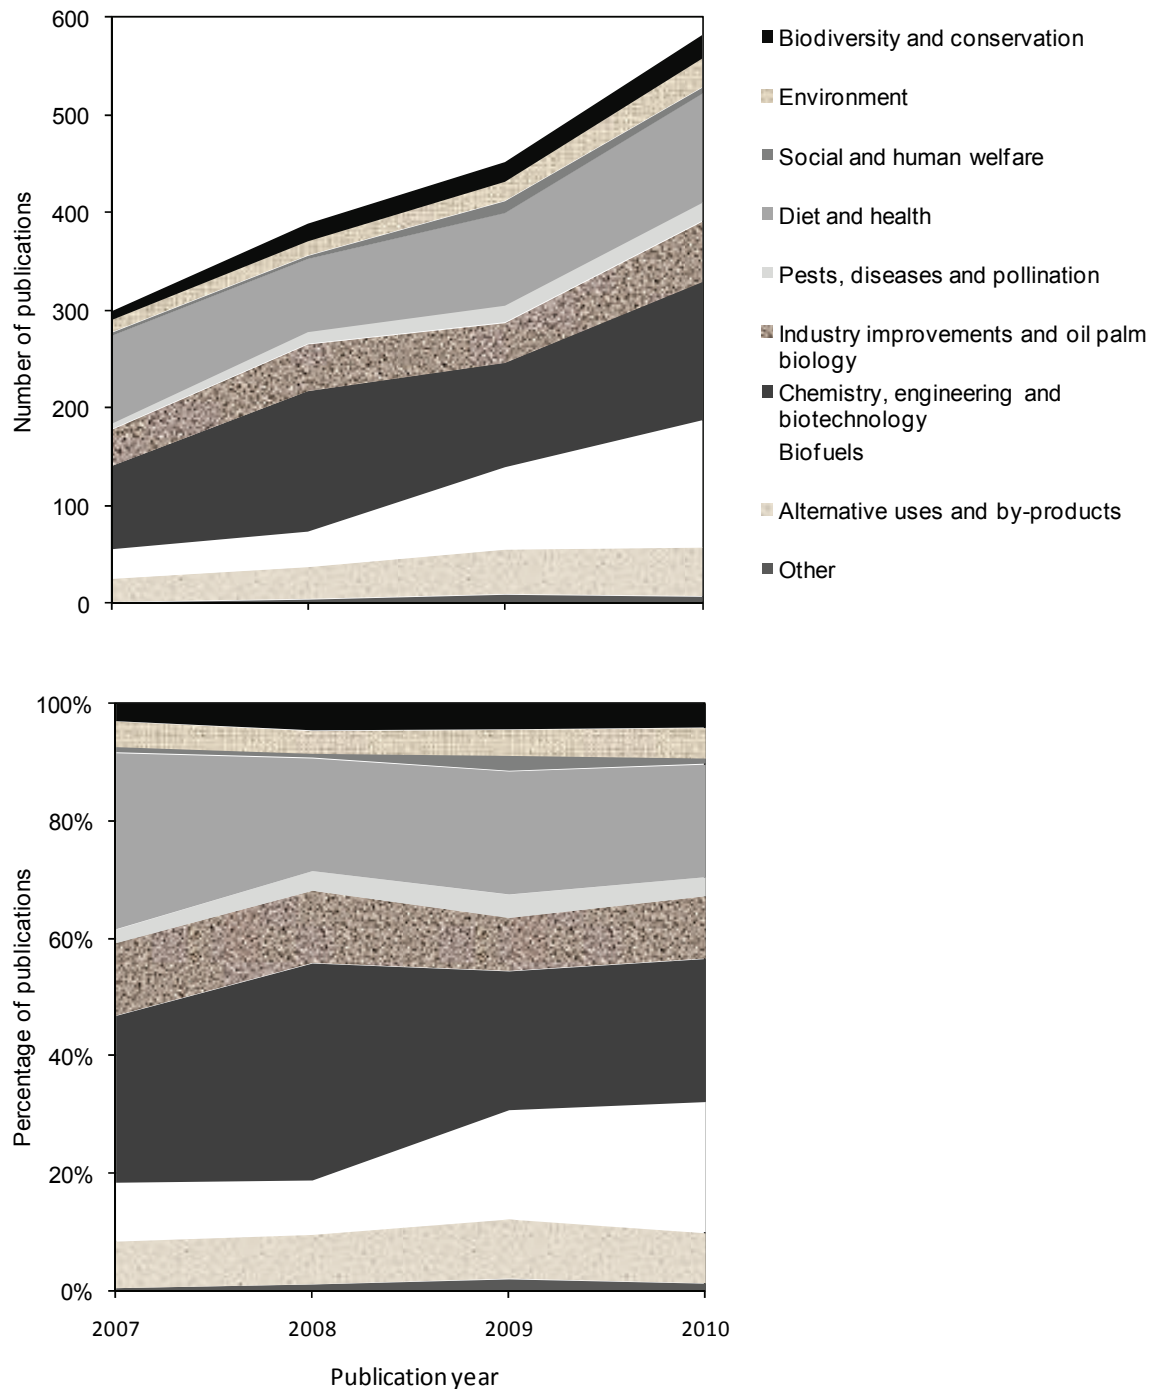 600
500
400
300
200
100
0
Number of publications
Biodiversity and conservation
Environment
Social and human welfare
Diet and health
Pests, diseases and pollination
Industry improvements and oil palm
biology
Chemistry, engineering and
biotechnology
Biofuels
Alternative uses and by-products
Other
100%
80%
60%
40%
20%
0%
Percentage of publications
2007 2008 2009 2010
Publication year